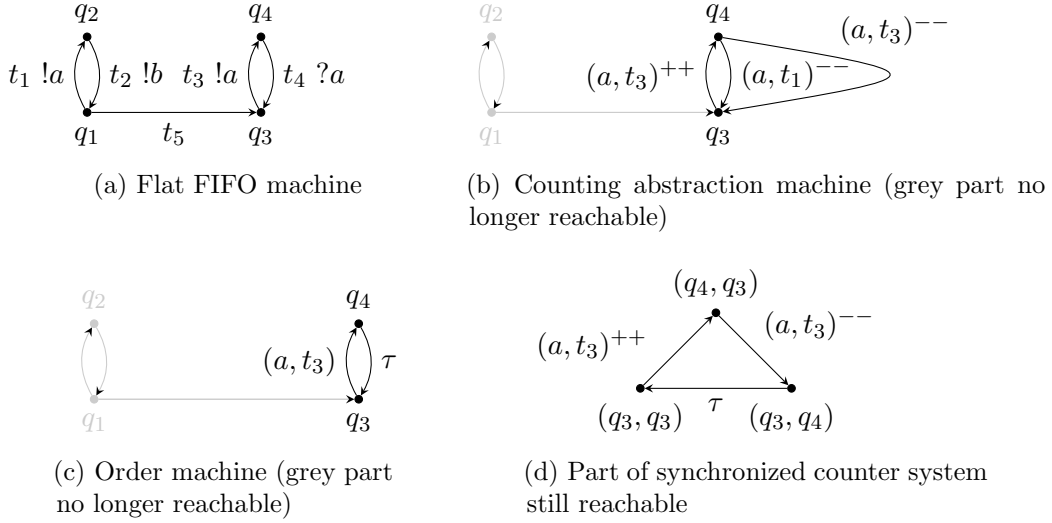 q₂ q₄
t₁ !a t₂ !b t₃ !a t₄ ?a
q₁ t₅ q₃
(a) Flat FIFO machine
q₂ q₄ (a, t₃)⁻⁻
(a, t₃)⁺⁺ (a, t₁)⁻⁻
q₁ q₃
(b) Counting abstraction machine (grey part no
longer reachable)
q₂ q₄
(a, t₃) τ
q₁ q₃
(c) Order machine (grey part
no longer reachable)
(q₄, q₃)
(a, t₃)⁺⁺ (a, t₃)⁻⁻
(q₃, q₃) τ (q₃, q₄)
(d) Part of synchronized counter system
still reachable